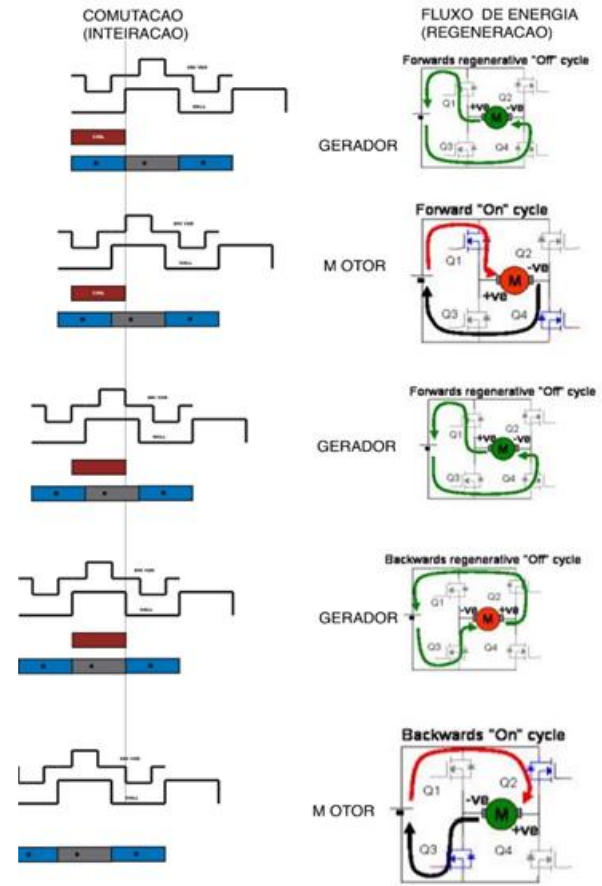 COMUTACAO
(INTEIRACAO)
FLUXO DE ENERGIA
(REGENERACAO)
Forwards regenerative "Off" cycle
Q1
Q2
+ve
-ve
M
Q3
Q4
GERADOR
Forward "On" cycle
Q1
Q2
-ve
M
+ve
Q3
Q4
M OTOR
Forwards regenerative "Off" cycle
Q1
Q2
+ve
-ve
M
Q3
Q4
GERADOR
Backwards regenerative "Off" cycle
Q1
Q2
-ve
+ve
M
Q3
Q4
GERADOR
Backwards "On" cycle
Q1
Q2
-ve
M
+ve
Q3
Q4
M OTOR